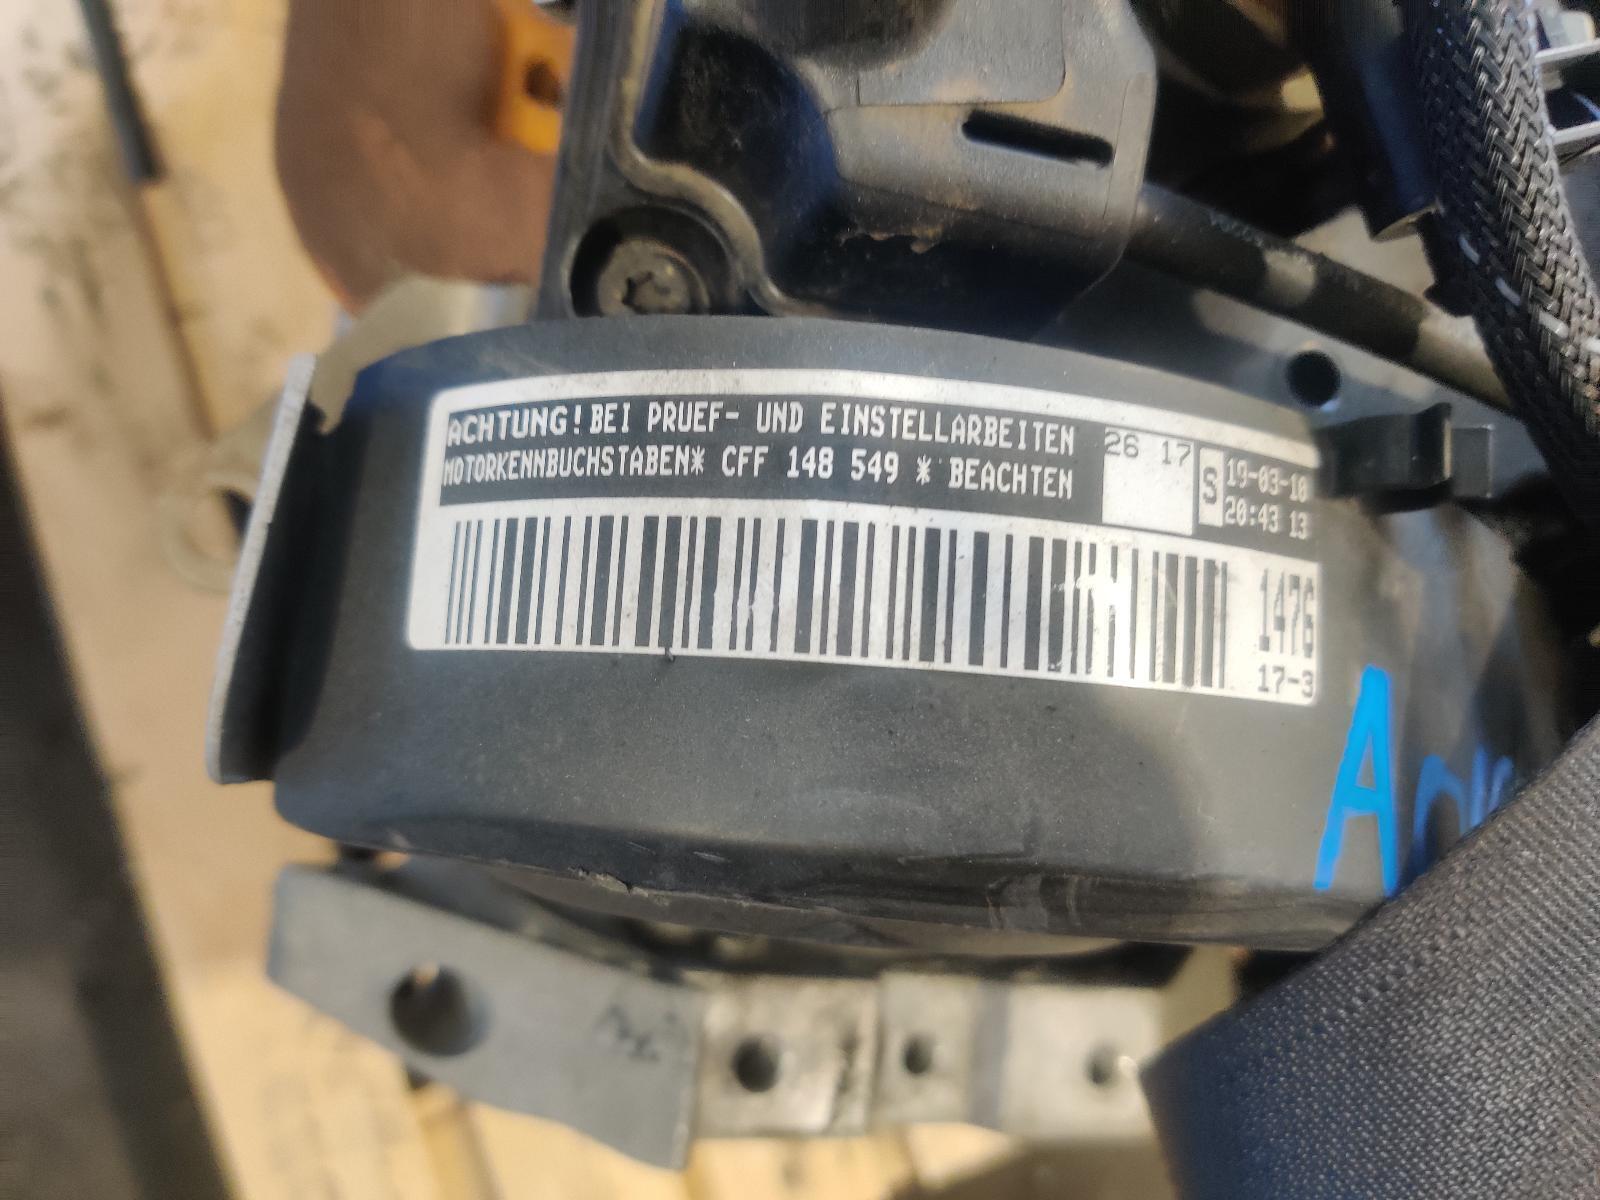 ACHTUNG! BEI PRUEF- UND EINSTELLARBEITEN
MOTORKENNBUCHSTABEN* CFF 148 549 * BEACHTEN
26 17
S
19-03-10
20:43 13
1476
17-3
A